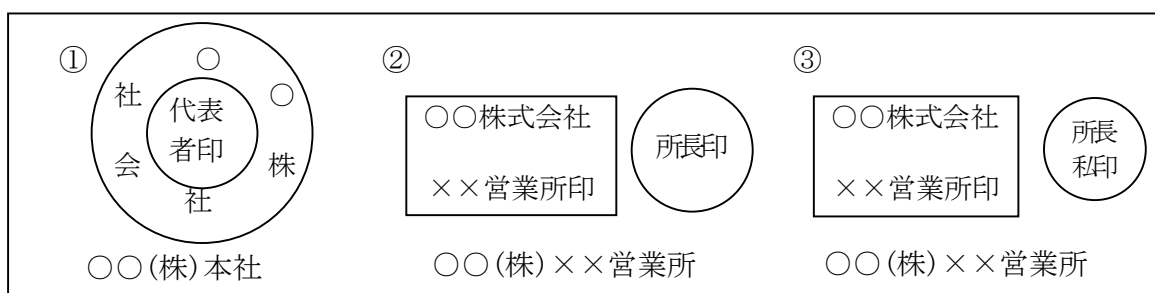 ①
○○株社会社
代表
者印
○○(株)本社
②
○○株式会社
××営業所印
所長印
○○(株)××営業所
③
○○株式会社
××営業所印
所長
私印
○○(株)××営業所